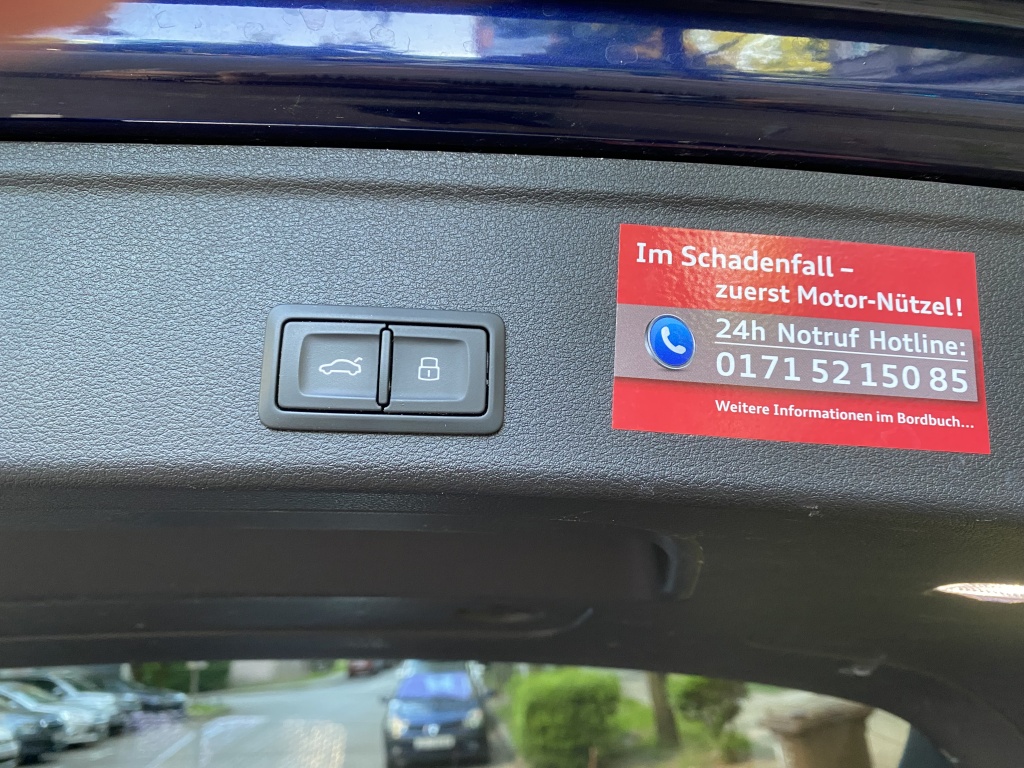 Im Schadenfall –
zuerst Motor-Nützel!
24h Notruf Hotline:
0171 52 150 85
Weitere Informationen im Bordbuch...